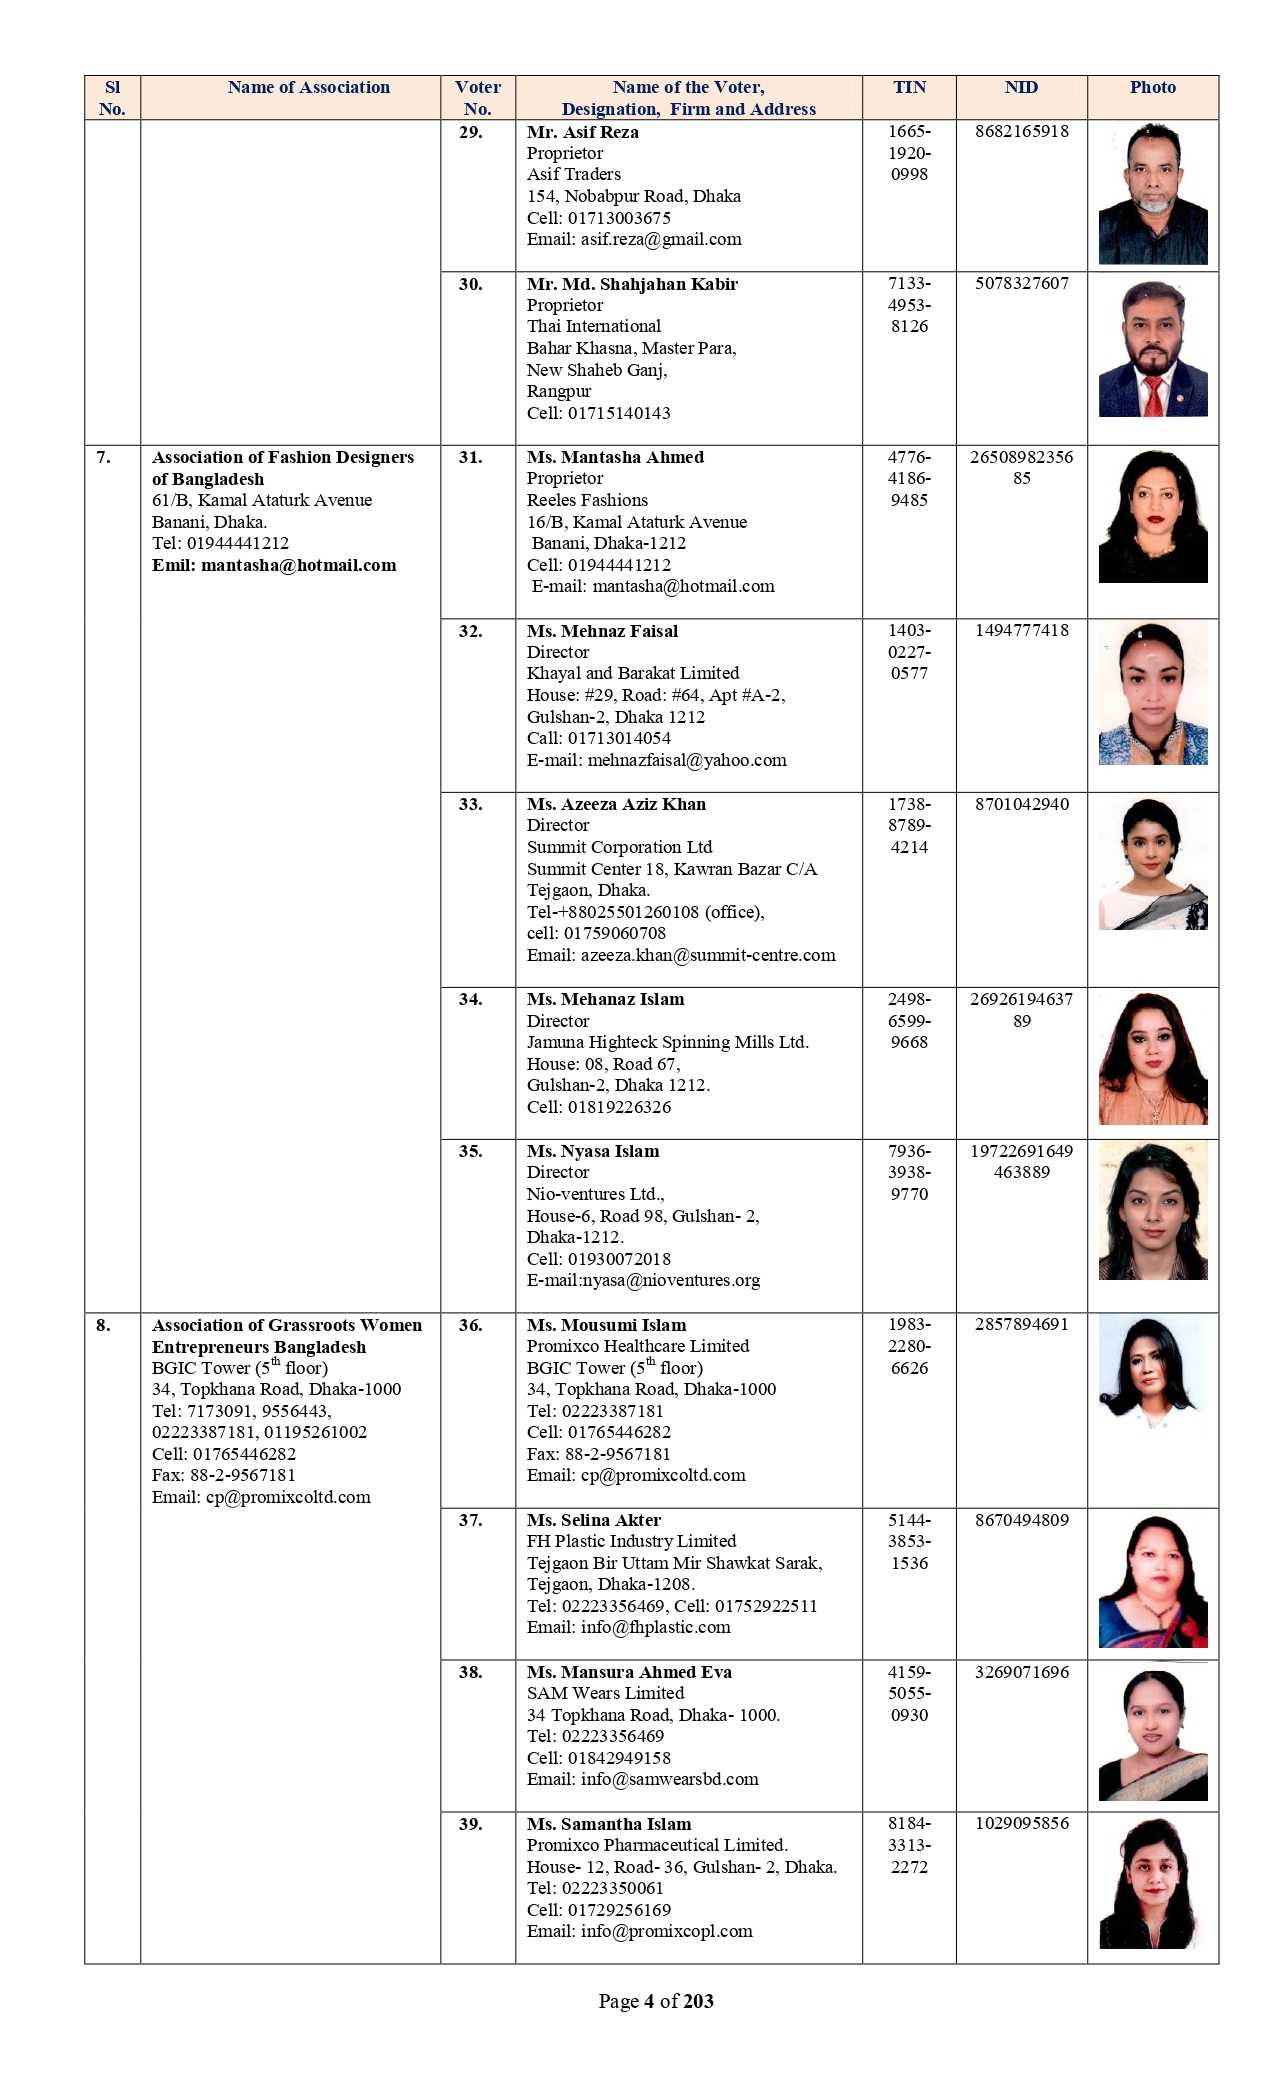 Sl No.
Name of Association
Voter No.
Name of the Voter,
Designation, Firm and Address
TIN
NID
Photo
29.
Mr. Asif Reza
Proprietor
Asif Traders
154, Nobabpur Road, Dhaka
Cell: 01713003675
Email: asif.reza@gmail.com
1665-
1920-
0998
8682165918
30.
Mr. Md. Shahjahan Kabir
Proprietor
Thai International
Bahar Khasna, Master Para,
New Shaheb Ganj,
Rangpur
Cell: 01715140143
7133-
4953-
8126
5078327607
7.
Association of Fashion Designers
of Bangladesh
61/B, Kamal Ataturk Avenue
Banani, Dhaka.
Tel: 01944441212
Emil: mantasha@hotmail.com
31.
Ms. Mantasha Ahmed
Proprietor
Reeles Fashions
16/B, Kamal Ataturk Avenue
Banani, Dhaka-1212
Cell: 01944441212
E-mail: mantasha@hotmail.com
4776-
4186-
9485
26508982356
85
32.
Ms. Mehnaz Faisal
Director
Khayal and Barakat Limited
House: #29, Road: #64, Apt #A-2,
Gulshan-2, Dhaka 1212
Call: 01713014054
E-mail: mehnazfaisal@yahoo.com
1403-
0227-
0577
1494777418
33.
Ms. Azeeza Aziz Khan
Director
Summit Corporation Ltd
Summit Center 18, Kawran Bazar C/A
Tejgaon, Dhaka.
Tel-+88025501260108 (office),
cell: 01759060708
Email: azeeza.khan@summit-centre.com
1738-
8789-
4214
8701042940
34.
Ms. Mehanaz Islam
Director
Jamuna Highteck Spinning Mills Ltd.
House: 08, Road 67,
Gulshan-2, Dhaka 1212.
Cell: 01819226326
2498-
6599-
9668
26926194637
89
35.
Ms. Nyasa Islam
Director
Nio-ventures Ltd.,
House-6, Road 98, Gulshan- 2,
Dhaka-1212.
Cell: 01930072018
E-mail:nyasa@nioventures.org
7936-
3938-
9770
19722691649
463889
8.
Association of Grassroots Women
Entrepreneurs Bangladesh
BGIC Tower (5th floor)
34, Topkhana Road, Dhaka-1000
Tel: 7173091, 9556443,
02223387181, 01195261002
Cell: 01765446282
Fax: 88-2-9567181
Email: cp@promixcoltd.com
36.
Ms. Mousumi Islam
Promixco Healthcare Limited
BGIC Tower (5th floor)
34, Topkhana Road, Dhaka-1000
Tel: 02223387181
Cell: 01765446282
Fax: 88-2-9567181
Email: cp@promixcoltd.com
1983-
2280-
6626
2857894691
37.
Ms. Selina Akter
FH Plastic Industry Limited
Tejgaon Bir Uttam Mir Shawkat Sarak,
Tejgaon, Dhaka-1208.
Tel: 02223356469, Cell: 01752922511
Email: info@fhplastic.com
5144-
3853-
1536
8670494809
38.
Ms. Mansura Ahmed Eva
SAM Wears Limited
34 Topkhana Road, Dhaka- 1000.
Tel: 02223356469
Cell: 01842949158
Email: info@samwearsbd.com
4159-
5055-
0930
3269071696
39.
Ms. Samantha Islam
Promixco Pharmaceutical Limited.
House- 12, Road- 36, Gulshan- 2, Dhaka.
Tel: 02223350061
Cell: 01729256169
Email: info@promixcopl.com
8184-
3313-
2272
1029095856
Page 4 of 203